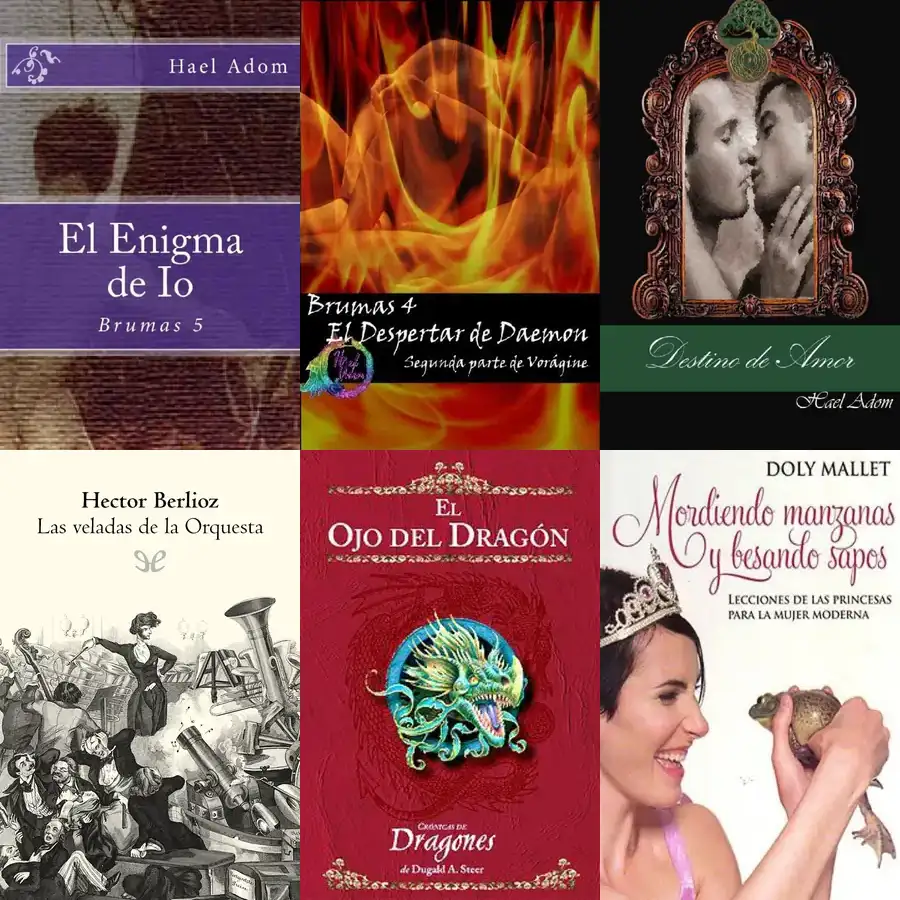 Hael Adom
El Enigma
de Io
Brumas 5
Brumas 4
El Despertar de Daemon
Segunda parte de Vorágine
Destino de Amor
Hael Adom
Hector Berlioz
Las veladas de la Orquesta
EL
OJO DEL DRAGÓN
CRÓNICAS DE
Dragones
de Dugald A. Steer
DOLY MALLET
Mordiendo manzanas
y besando sapos
LECCIONES DE LAS PRINCESAS
PARA LA MUJER MODERNA